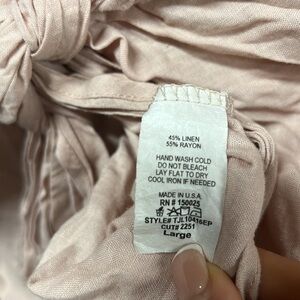 45% LINEN
55% RAYON
HAND WASH COLD
DO NOT BLEACH
LAY FLAT TO DRY
COOL IRON IF NEEDED
MADE IN U.S.A.
RN # 150025
STYLE# TJL10416EP
CUT# 2251
Large